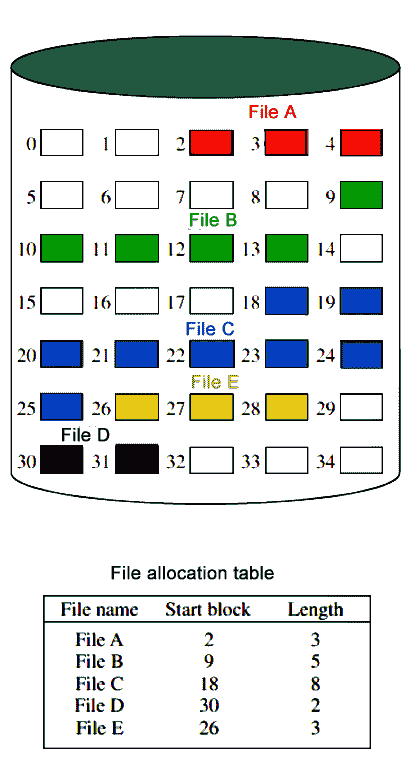 File A
0 1 2 3 4
5 6 7 8 9
File B
10 11 12 13 14
15 16 17 18 19
File C
20 21 22 23 24
File E
25 26 27 28 29
File D
30 31 32 33 34
File allocation table
File name Start block Length
File A 2 3
File B 9 5
File C 18 8
File D 30 2
File E 26 3